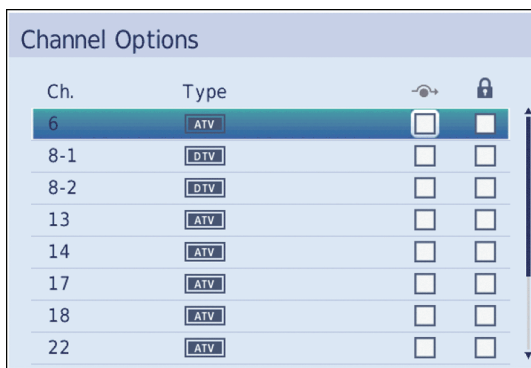 Channel Options
Ch. Type
6 ATV
8-1 DTV
8-2 DTV
13 ATV
14 ATV
17 ATV
18 ATV
22 ATV